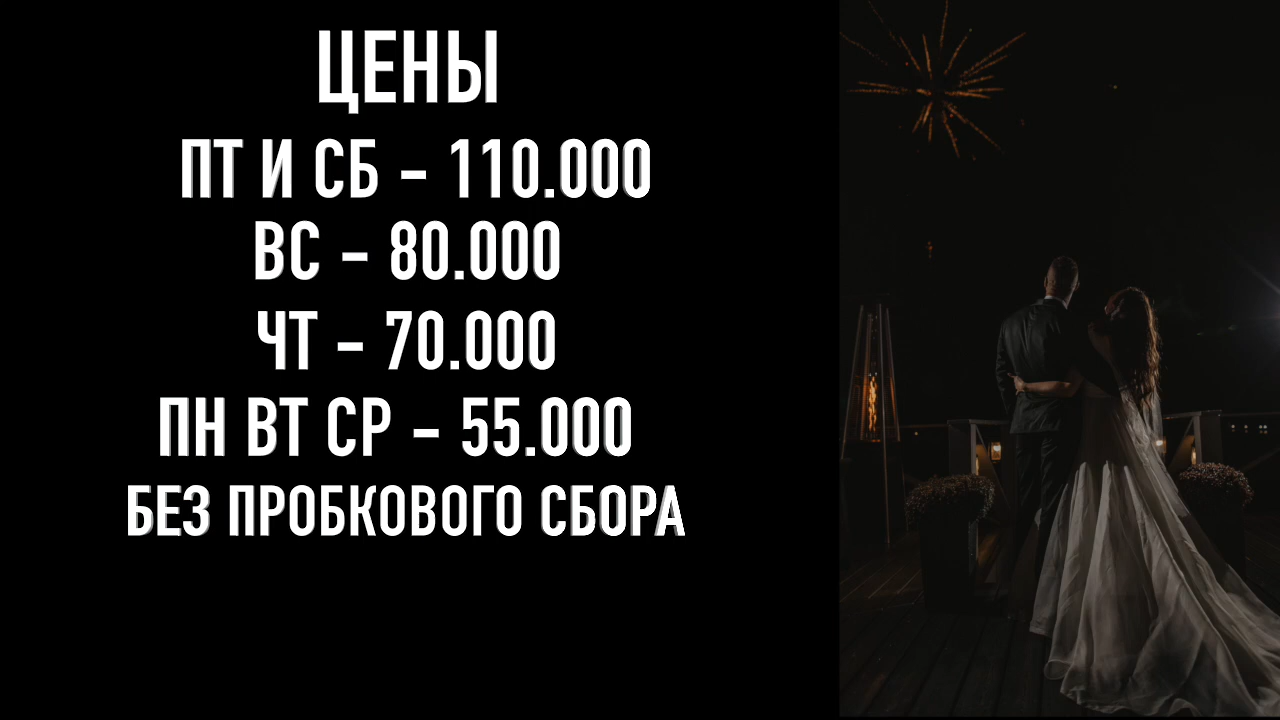 ЦЕНЫ
ПТ И СБ – 110.000
ВС – 80.000
ЧТ – 70.000
ПН ВТ СР – 55.000
БЕЗ ПРОБКОВОГО СБОРА